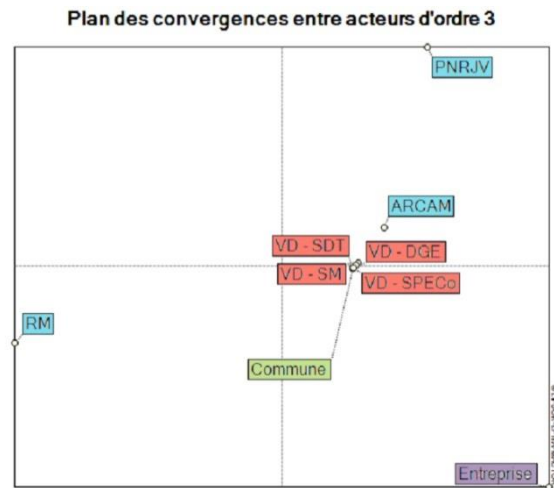 Plan des convergences entre acteurs d'ordre 3
PNRJV
ARCAM
VD - SDT
VD - DGE
VD - SM
VD - SPECo
RM
Commune
Entreprise